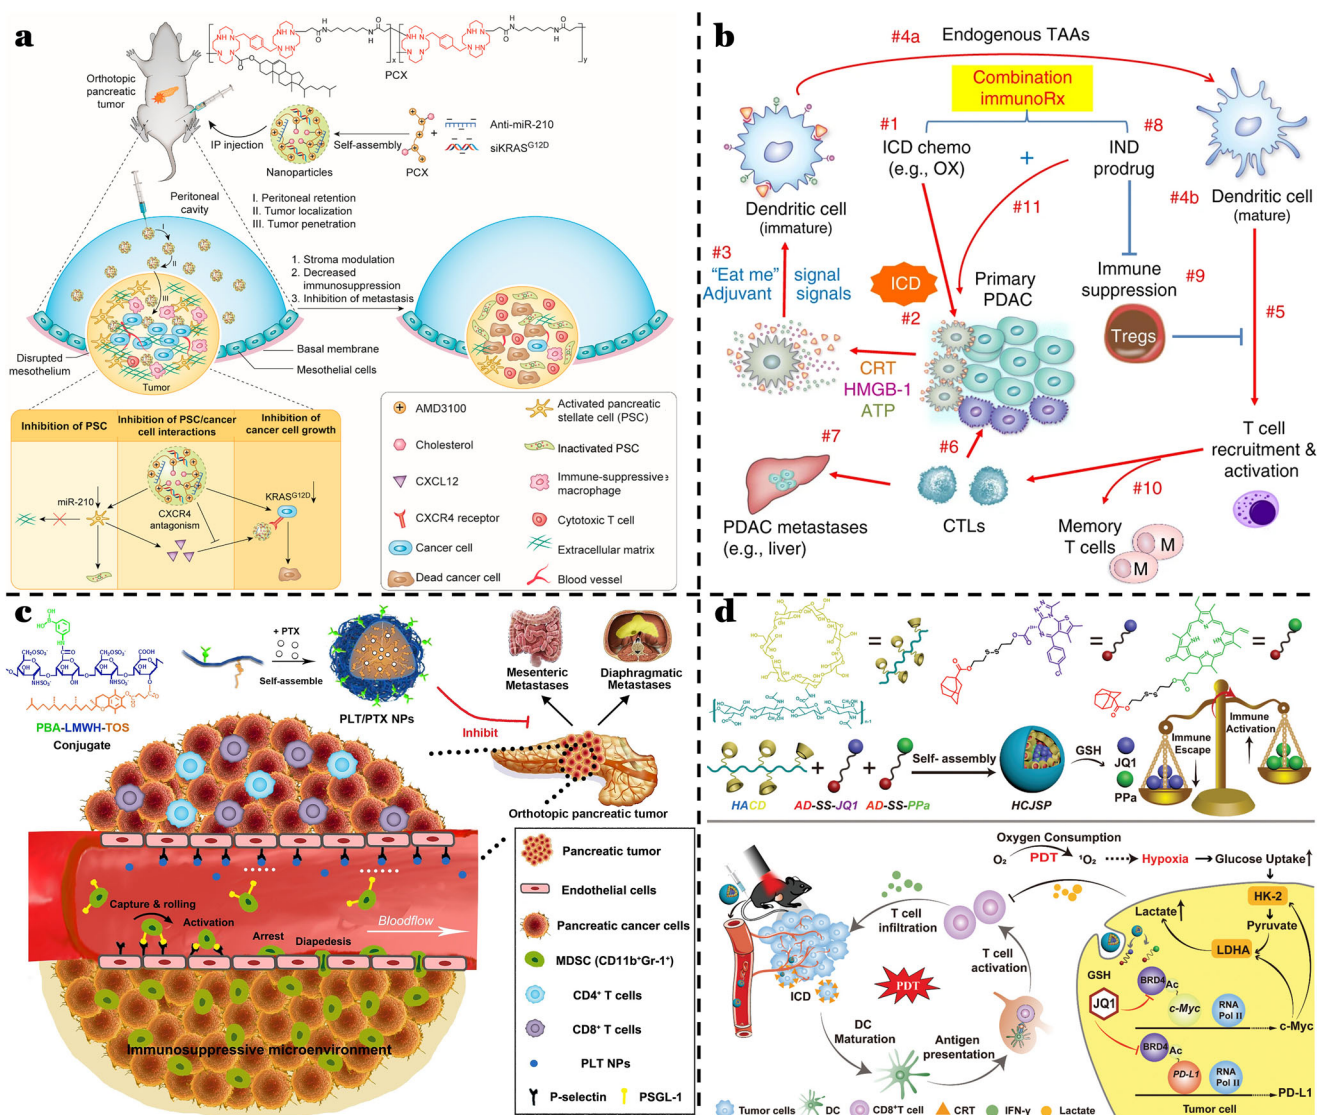 a
Orthotopic
pancreatic
tumor
PCX
IP injection
Nanoparticles
Self-assembly
PCX
+
Anti-miR-210
siKRASG12D
Peritoneal
cavity
I. Peritoneal retention
II. Tumor localization
III. Tumor penetration
I
II
III
1. Stroma modulation
2. Decreased
immunosuppression
3. Inhibition of metastasis
Disrupted
mesothelium
Tumor
Basal membrane
Mesothelial cells
Inhibition of PSC
Inhibition of PSC/cancer
cell interactions
Inhibition of
cancer cell growth
miR-210
CXCR4
antagonism
KRASG12D
AMD3100
Cholesterol
CXCL12
CXCR4 receptor
Cancer cell
Dead cancer cell
Activated pancreatic
stellate cell (PSC)
Inactivated PSC
Immune-suppressive
macrophage
Cytotoxic T cell
Extracellular matrix
Blood vessel
b
#4a
Endogenous TAAs
Combination
immunoRx
#1
ICD chemo
(e.g., OX)
+
#8
IND
prodrug
#11
Dendritic cell
(immature)
#4b
Dendritic cell
(mature)
#3
"Eat me" signal
Adjuvant signals
ICD
#2
Primary
PDAC
Immune
suppression
#9
Tregs
#5
CRT
HMGB-1
ATP
#7
#6
PDAC metastases
(e.g., liver)
CTLs
T cell
recruitment &
activation
#10
Memory
T cells
M
M
c
PBA-LMWH-TOS
Conjugate
+ PTX
Self-assemble
PLT/PTX NPs
Mesenteric
Metastases
Diaphragmatic
Metastases
Inhibit
Orthotopic pancreatic tumor
Capture & rolling
Activation
Arrest
Diapedesis
Bloodflow
Immunosuppressive microenvironment
Pancreatic tumor
Endothelial cells
Pancreatic cancer cells
MDSC (CD11b+Gr-1+)
CD4+ T cells
CD8+ T cells
PLT NPs
P-selectin
PSGL-1
d
=
=
=
HACD
+
AD-SS-JQ1
+
AD-SS-PPa
Self- assembly
HCJSP
GSH
JQ1
PPa
Immune
Escape
Immune
Activation
Oxygen Consumption
O2
PDT
1O2
Hypoxia
Glucose Uptake
T cell
infiltration
T cell
activation
ICD
PDT
DC
Maturation
Antigen
presentation
Lactate
HK-2
Pyruvate
LDHA
GSH
JQ1
BRD4
Ac
c-Myc
RNA
Pol II
c-Myc
BRD4
Ac
PD-L1
RNA
Pol II
PD-L1
Tumor cell
Tumor cells
DC
CD8+T cell
CRT
IFN-γ
Lactate